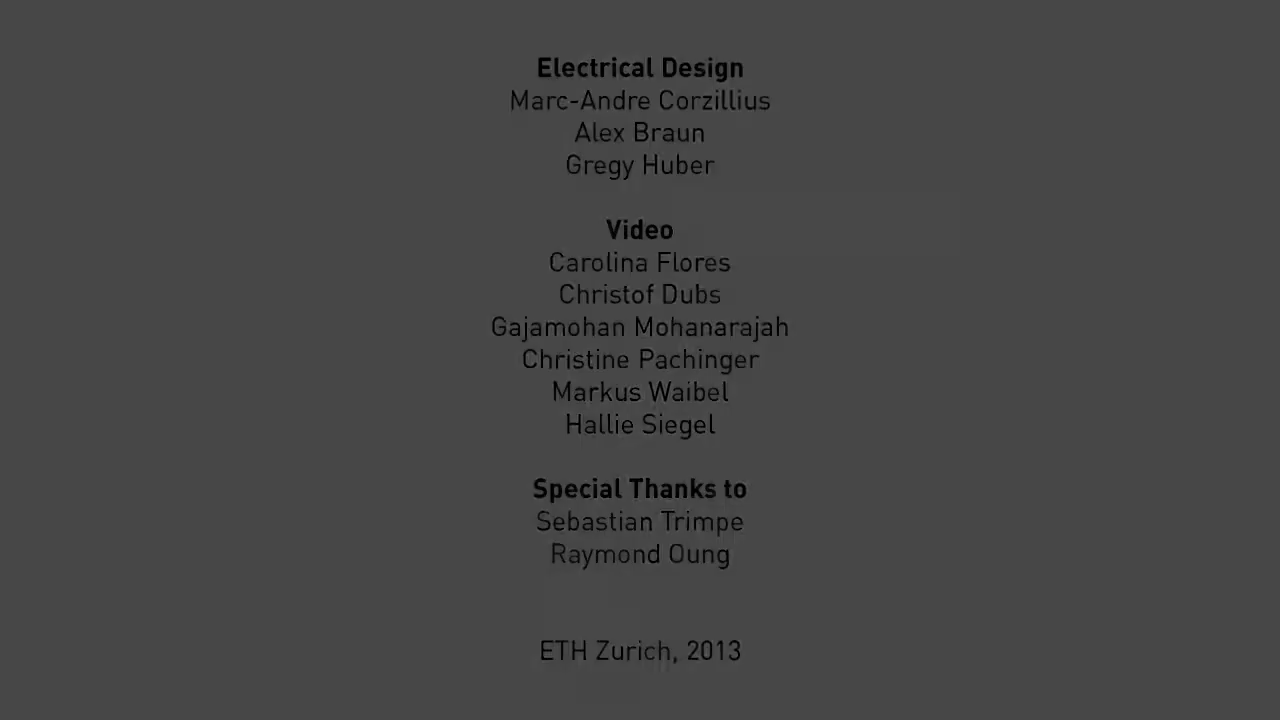 Electrical Design
Marc-Andre Corzillius
Alex Braun
Gregy Huber
Video
Carolina Flores
Christof Dubs
Gajamohan Mohanarajah
Christine Pachinger
Markus Waibel
Hallie Siegel
Special Thanks to
Sebastian Trimpe
Raymond Oung
ETH Zurich, 2013